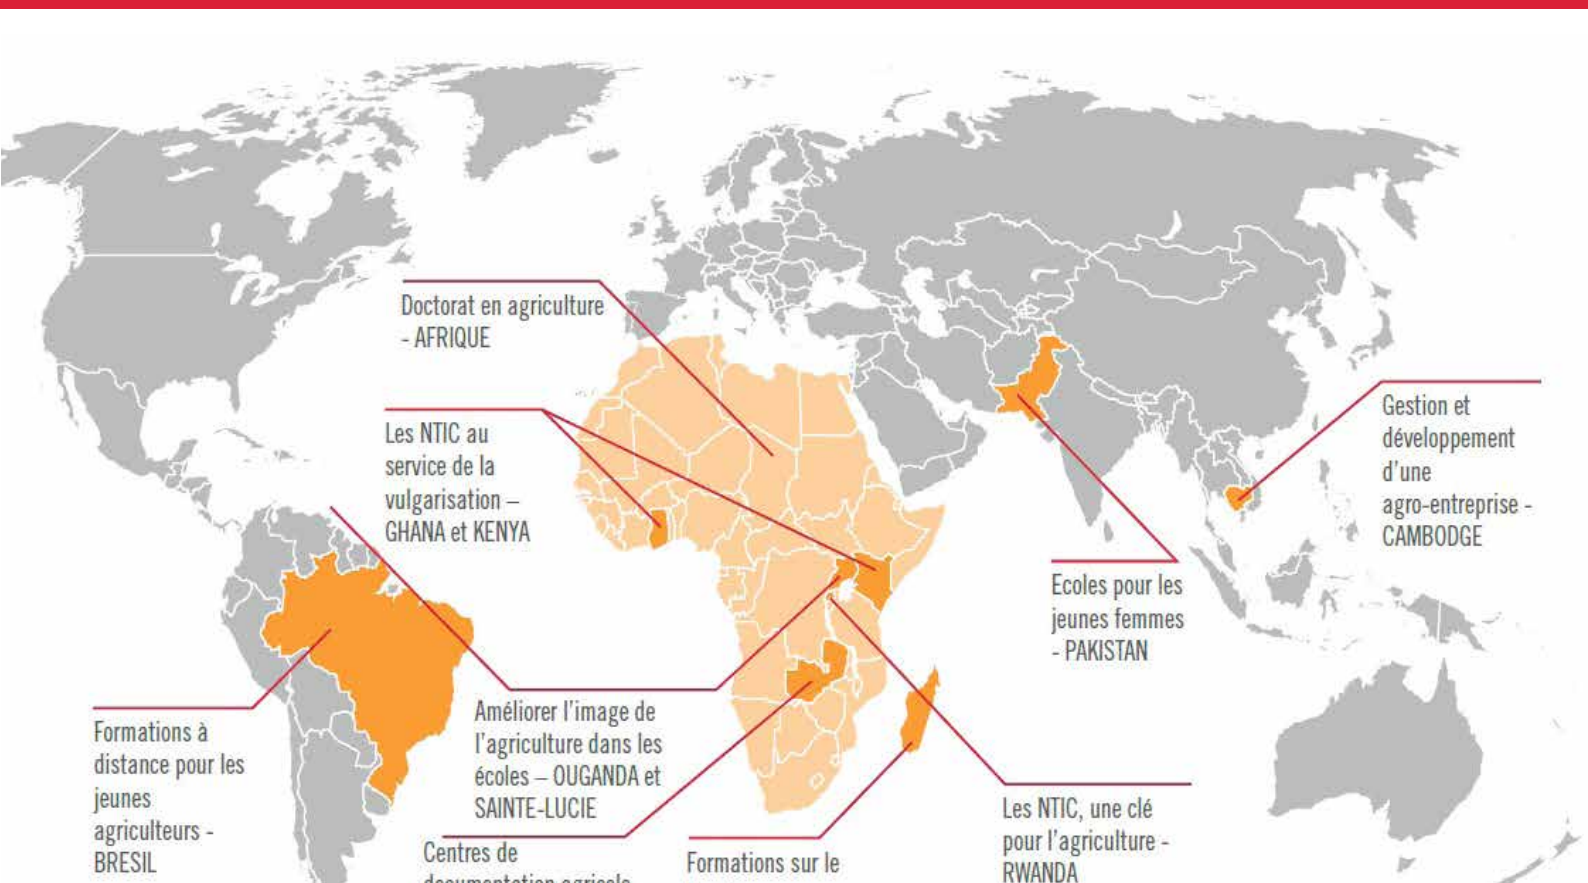 Doctorat en agriculture
- AFRIQUE
Les NTIC au
service de la
vulgarisation –
GHANA et KENYA
Gestion et
développement
d'une
agro-entreprise -
CAMBODGE
Ecoles pour les
jeunes femmes
- PAKISTAN
Formations à
distance pour les
jeunes
agriculteurs -
BRESIL
Améliorer l'image de
l'agriculture dans les
écoles – OUGANDA et
SAINTE-LUCIE
Centres de
documentation agricole
Formations sur le
Les NTIC, une clé
pour l'agriculture -
RWANDA